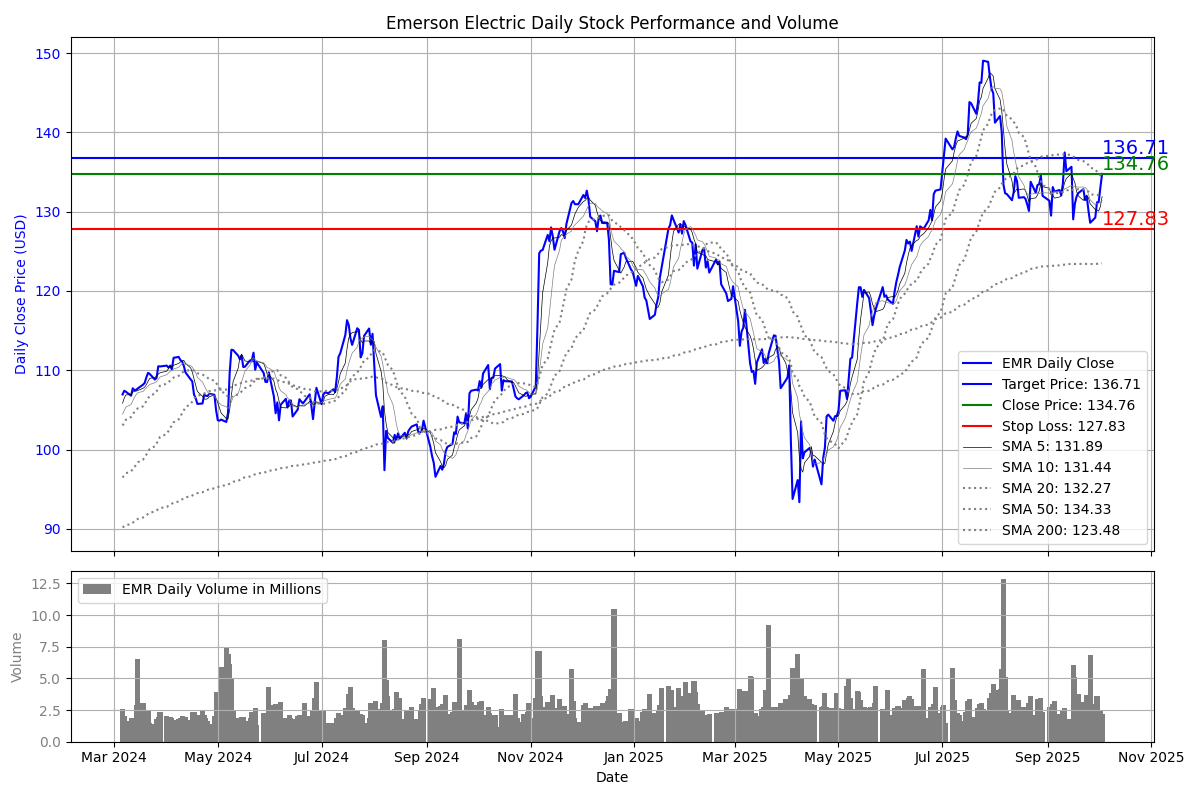 Emerson Electric Daily Stock Performance and Volume
Daily Close Price (USD)
150
140
130
120
110
100
90
136.71
134.76
127.83
EMR Daily Close
Target Price: 136.71
Close Price: 134.76
Stop Loss: 127.83
SMA 5: 131.89
SMA 10: 131.44
SMA 20: 132.27
SMA 50: 134.33
SMA 200: 123.48
Volume
12.5
10.0
7.5
5.0
2.5
0.0
EMR Daily Volume in Millions
Mar 2024 May 2024 Jul 2024 Sep 2024 Nov 2024 Jan 2025 Mar 2025 May 2025 Jul 2025 Sep 2025 Nov 2025
Date